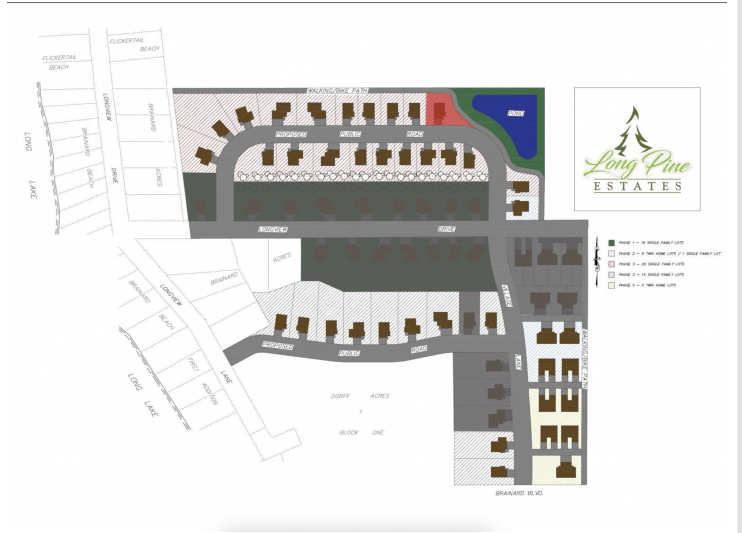 FLICKERTAIL
BEACH
FLICKERTAIL
BEACH
WALKING/BIKE PATH
LONGVIEW
DRIVE
BRAINARD
BEACH
BRAINARD
ACRES
LONG
LAKE
POND
PROPOSED PUBLIC ROAD
Long Pine
ESTATES
LONGVIEW DRIVE
PHASE 1 - 16 SINGLE FAMILY LOTS
PHASE 2 - 8 TWIN HOME LOTS / 1 SINGLE FAMILY LOT
PHASE 3 - 20 SINGLE FAMILY LOTS
PHASE 2 - 14 SINGLE FAMILY LOTS
PHASE 5 - 5 TWIN HOME LOTS
ACRES
BRAINARD
LONGVIEW
LANE
BRAINARD
BEACH
FIRST
ADDITION
LONG
LAKE
VILLAGE
LANE
WALKING/BIKE PATH
PROPOSED PUBLIC ROAD
DORFF ACRES
1
BLOCK ONE
BRAINARD BLVD.